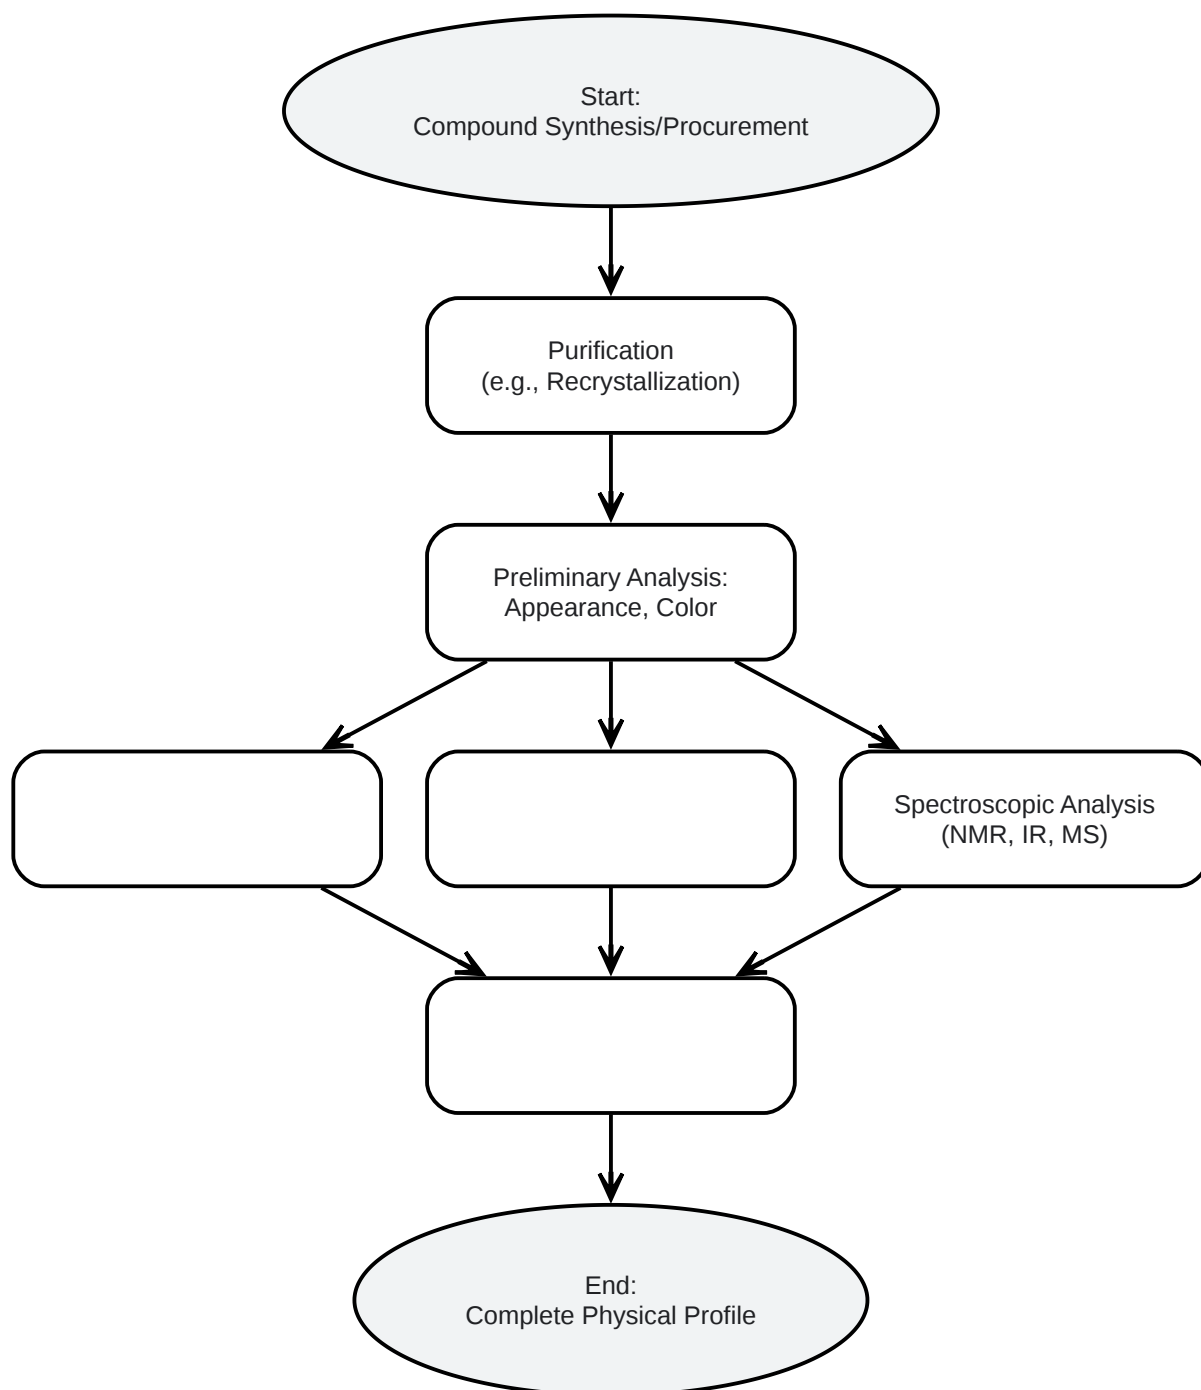 Start:
Compound Synthesis/Procurement
Purification
(e.g., Recrystallization)
Preliminary Analysis:
Appearance, Color
Spectroscopic Analysis
(NMR, IR, MS)
End:
Complete Physical Profile